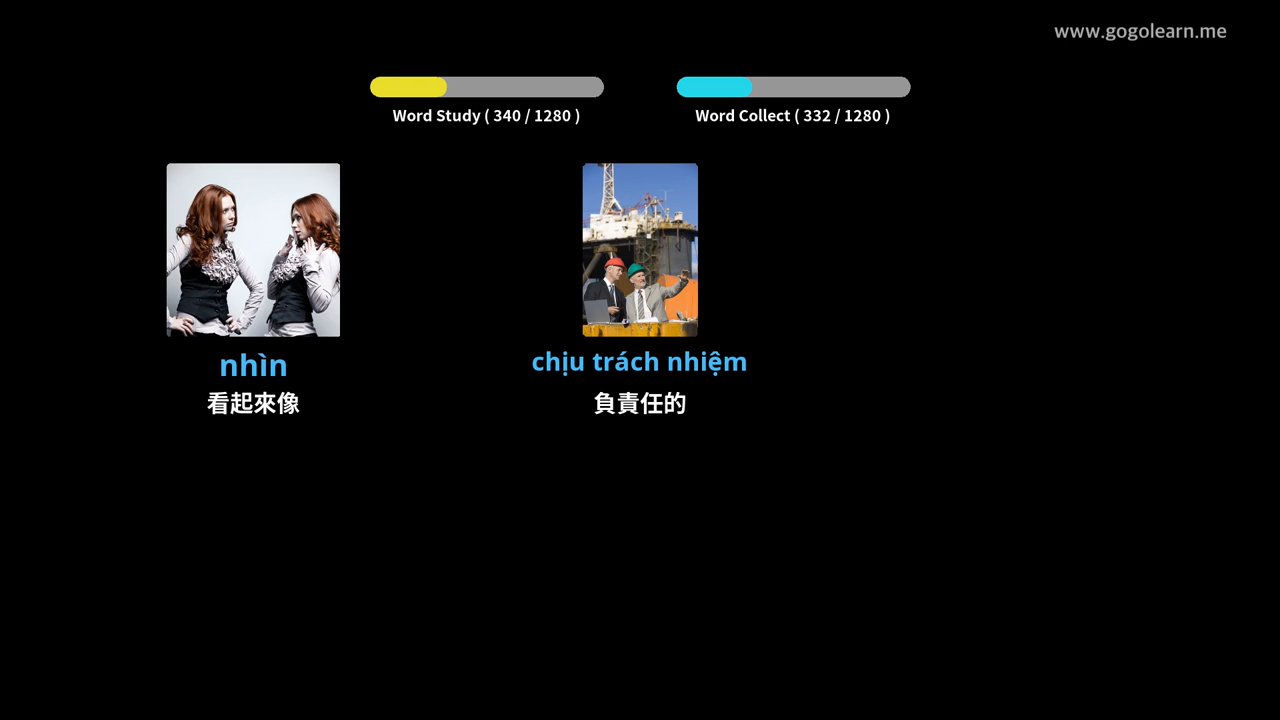 www.gogolearn.me
Word Study ( 340 / 1280 )
Word Collect ( 332 / 1280 )
nhìn
chịu trách nhiệm
看起來像
負責任的